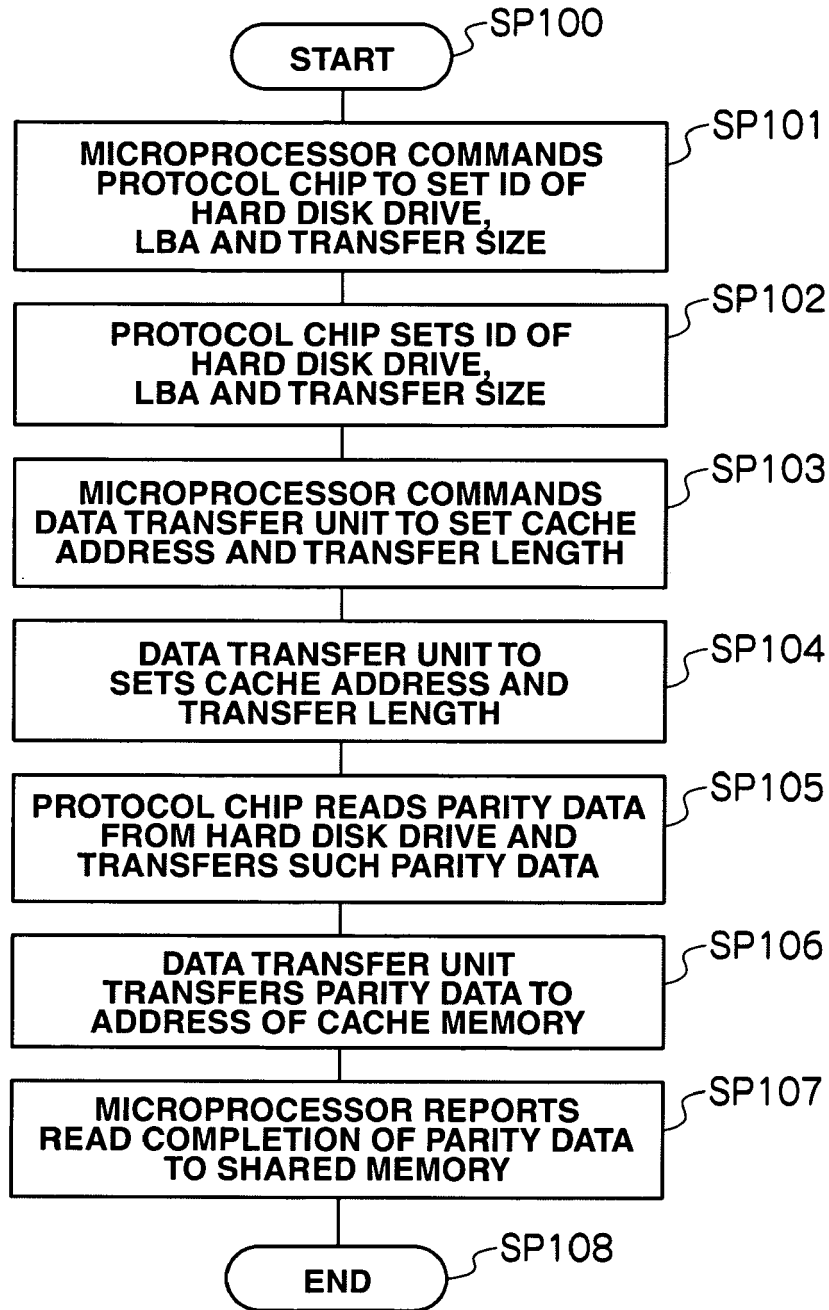 SP100
START
SP101
MICROPROCESSOR COMMANDS
PROTOCOL CHIP TO SET ID OF
HARD DISK DRIVE,
LBA AND TRANSFER SIZE
SP102
PROTOCOL CHIP SETS ID OF
HARD DISK DRIVE,
LBA AND TRANSFER SIZE
SP103
MICROPROCESSOR COMMANDS
DATA TRANSFER UNIT TO SET CACHE
ADDRESS AND TRANSFER LENGTH
SP104
DATA TRANSFER UNIT TO
SETS CACHE ADDRESS AND
TRANSFER LENGTH
SP105
PROTOCOL CHIP READS PARITY DATA
FROM HARD DISK DRIVE AND
TRANSFERS SUCH PARITY DATA
SP106
DATA TRANSFER UNIT
TRANSFERS PARITY DATA TO
ADDRESS OF CACHE MEMORY
SP107
MICROPROCESSOR REPORTS
READ COMPLETION OF PARITY DATA
TO SHARED MEMORY
SP108
END